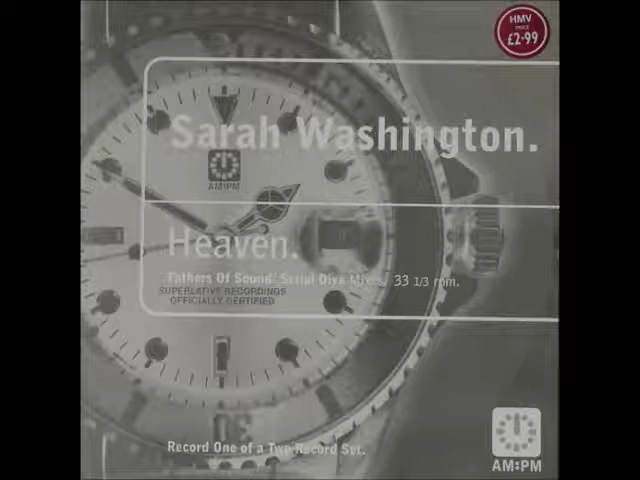 HMV
PRICE
£2·99
Sarah Washington.
AM:PM
Heaven.
'Fathers Of Sound' Serial Diva Mixes. 33 1/3 rpm.
SUPERLATIVE RECORDINGS
OFFICIALLY CERTIFIED
Record One of a Two Record Set.
AM:PM